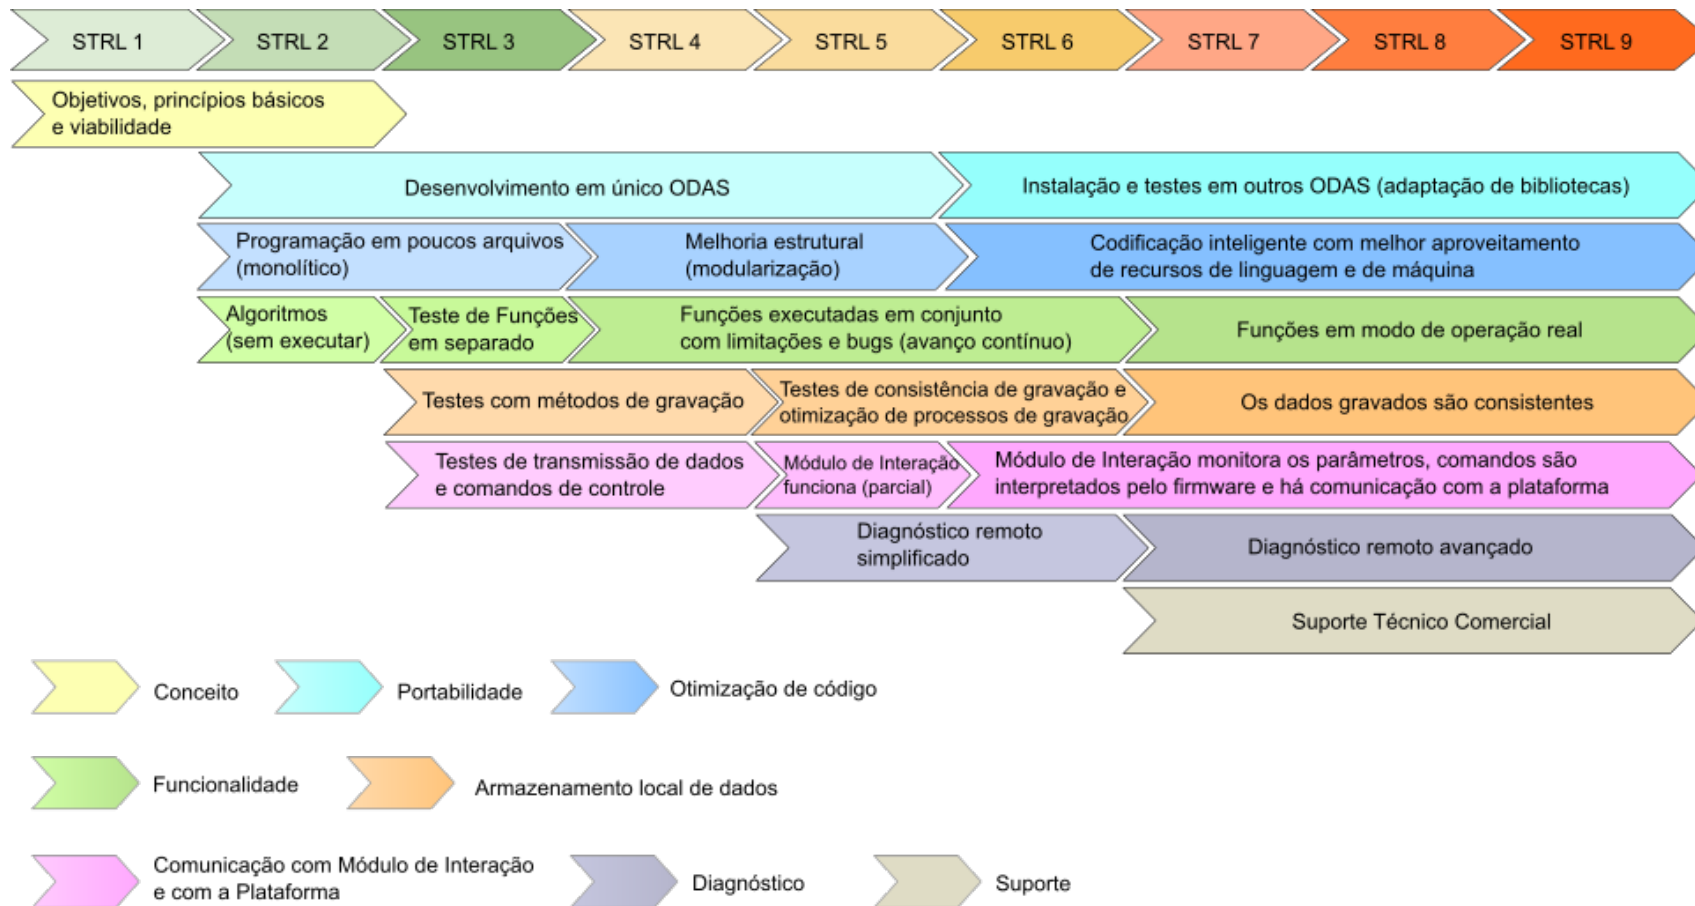 STRL 1 STRL 2 STRL 3 STRL 4 STRL 5 STRL 6 STRL 7 STRL 8 STRL 9
Objetivos, princípios básicos
e viabilidade
Desenvolvimento em único ODAS
Instalação e testes em outros ODAS (adaptação de bibliotecas)
Programação em poucos arquivos
(monolítico)
Melhoria estrutural
(modularização)
Codificação inteligente com melhor aproveitamento
de recursos de linguagem e de máquina
Algoritmos
(sem executar)
Teste de Funções
em separado
Funções executadas em conjunto
com limitações e bugs (avanço contínuo)
Funções em modo de operação real
Testes com métodos de gravação
Testes de consistência de gravação e
otimização de processos de gravação
Os dados gravados são consistentes
Testes de transmissão de dados
e comandos de controle
Módulo de Interação
funciona (parcial)
Módulo de Interação monitora os parâmetros, comandos são
interpretados pelo firmware e há comunicação com a plataforma
Diagnóstico remoto
simplificado
Diagnóstico remoto avançado
Suporte Técnico Comercial
Conceito
Portabilidade
Otimização de código
Funcionalidade
Armazenamento local de dados
Comunicação com Módulo de Interação
e com a Plataforma
Diagnóstico
Suporte